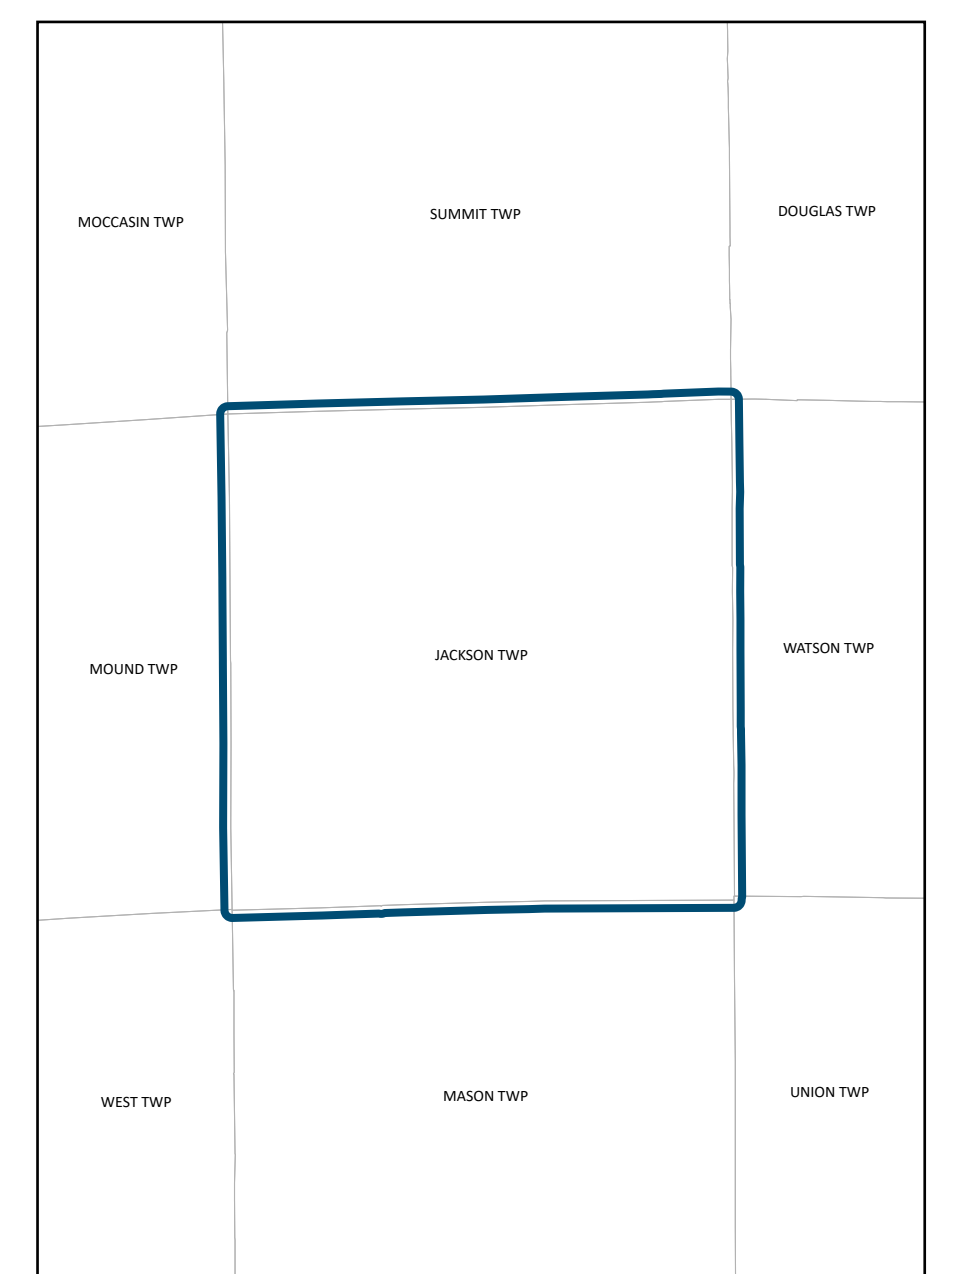 MOCCASIN TWP
SUMMIT TWP
DOUGLAS TWP
MOUND TWP
JACKSON TWP
WATSON TWP
WEST TWP
MASON TWP
UNION TWP